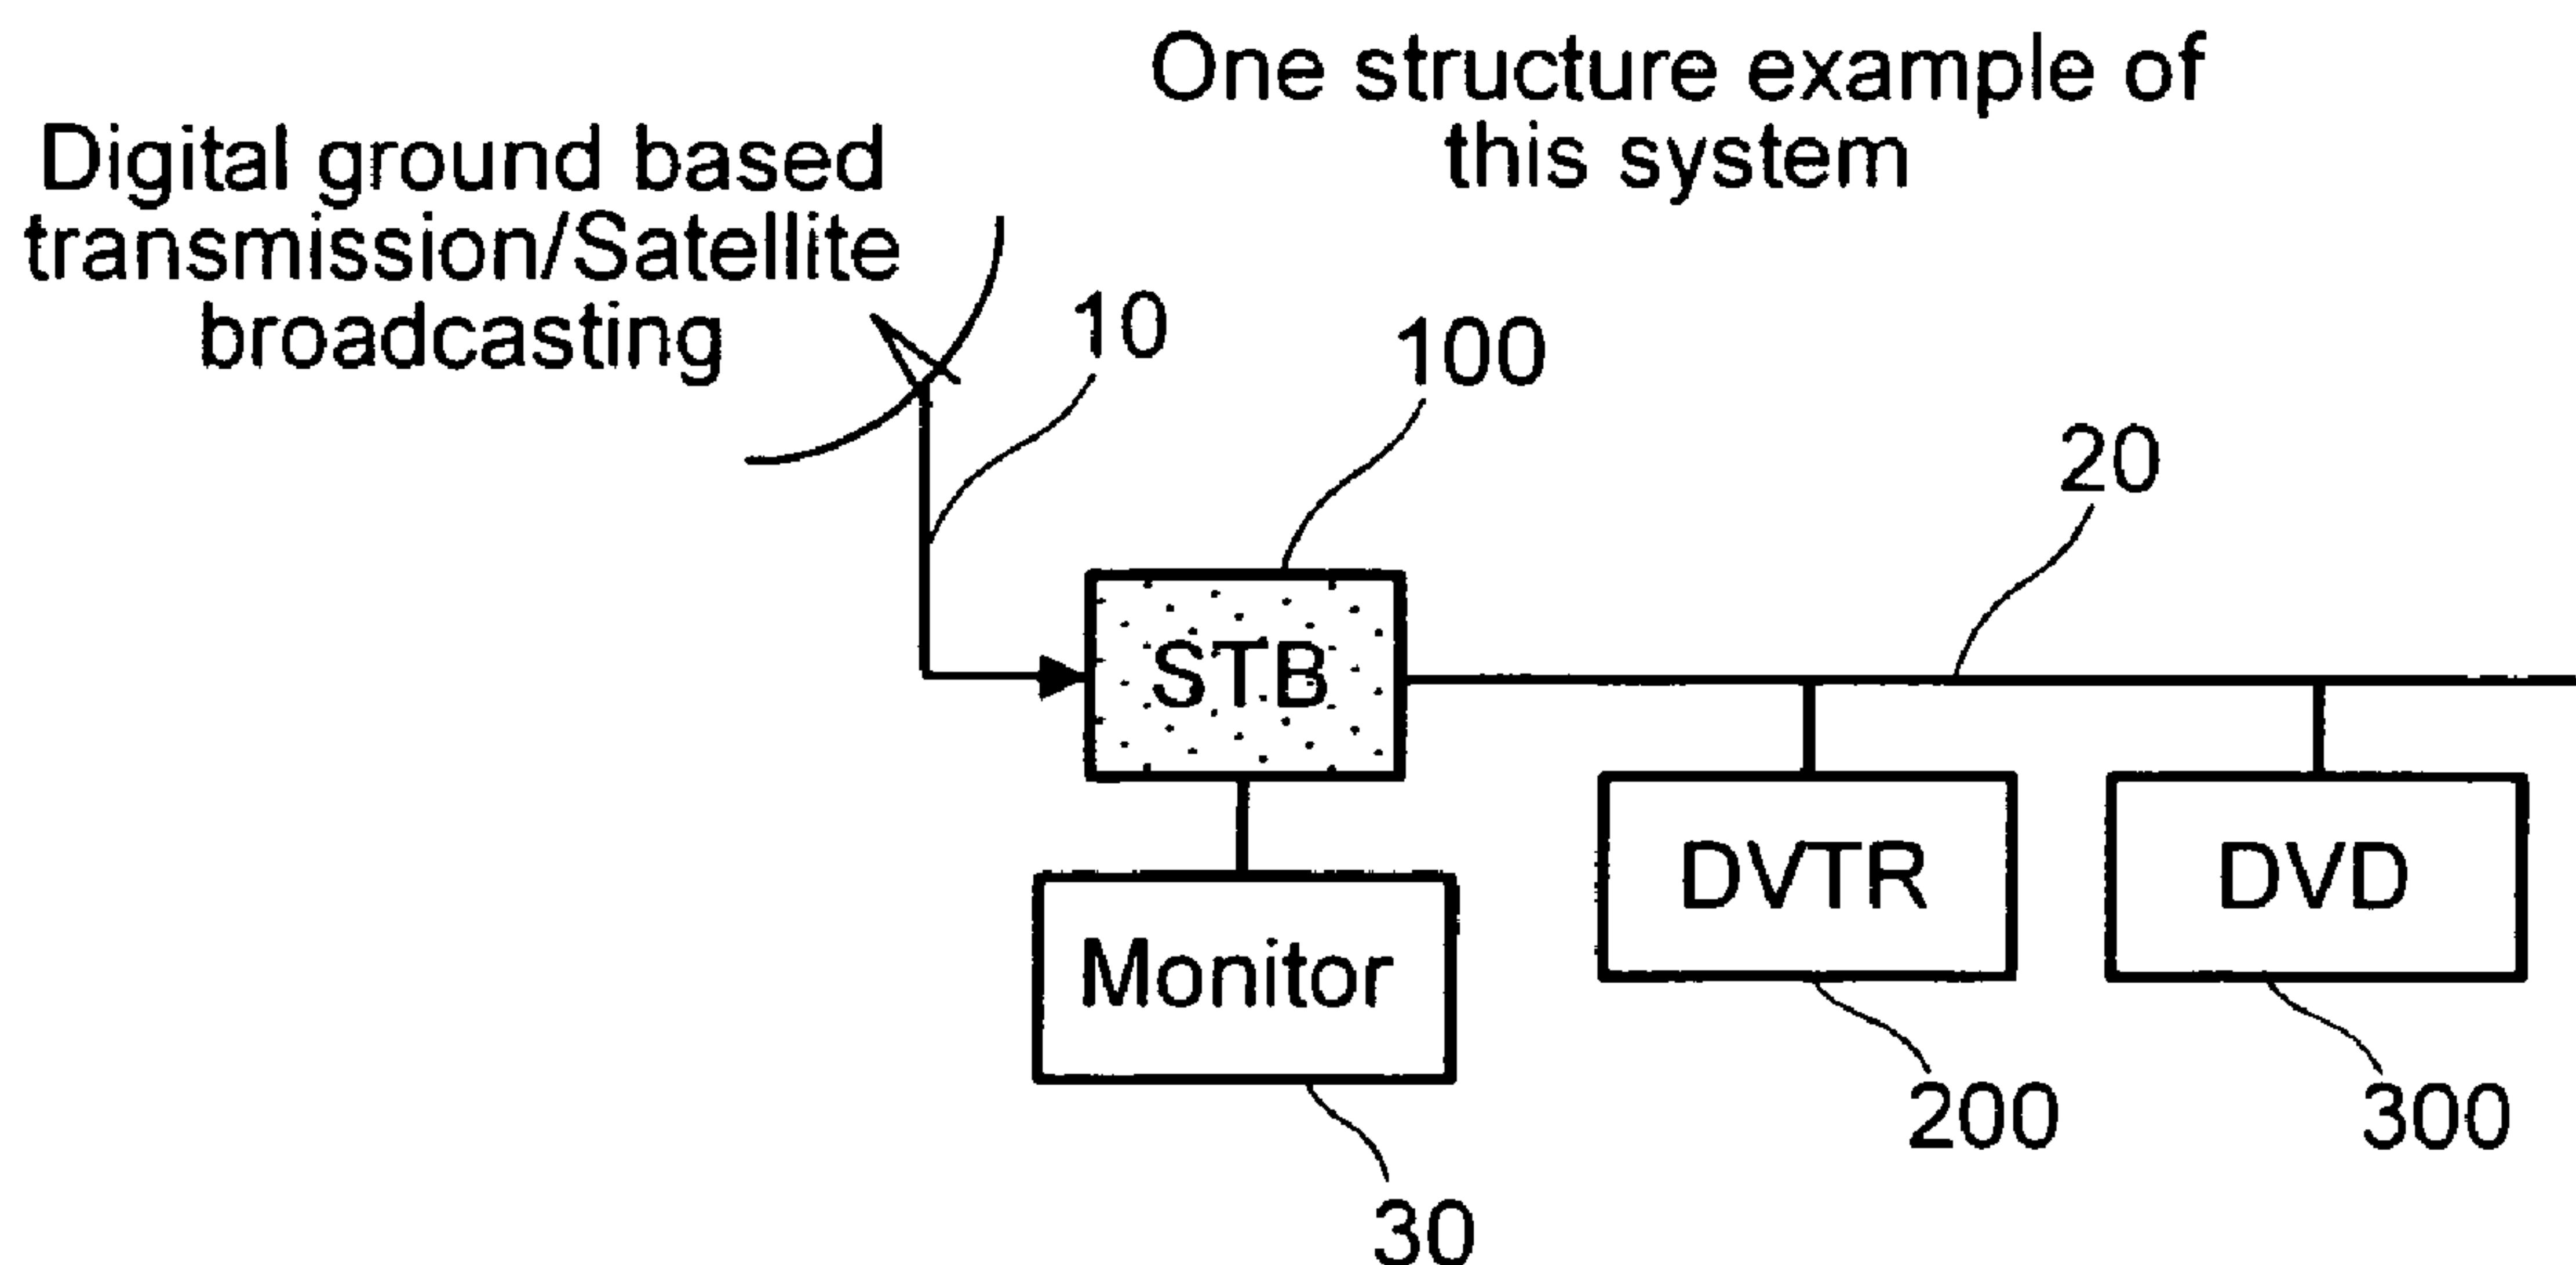 One structure example of
this system
Digital ground based
transmission/Satellite
broadcasting
10
100
20
STB
DVTR
DVD
Monitor
200
300
30